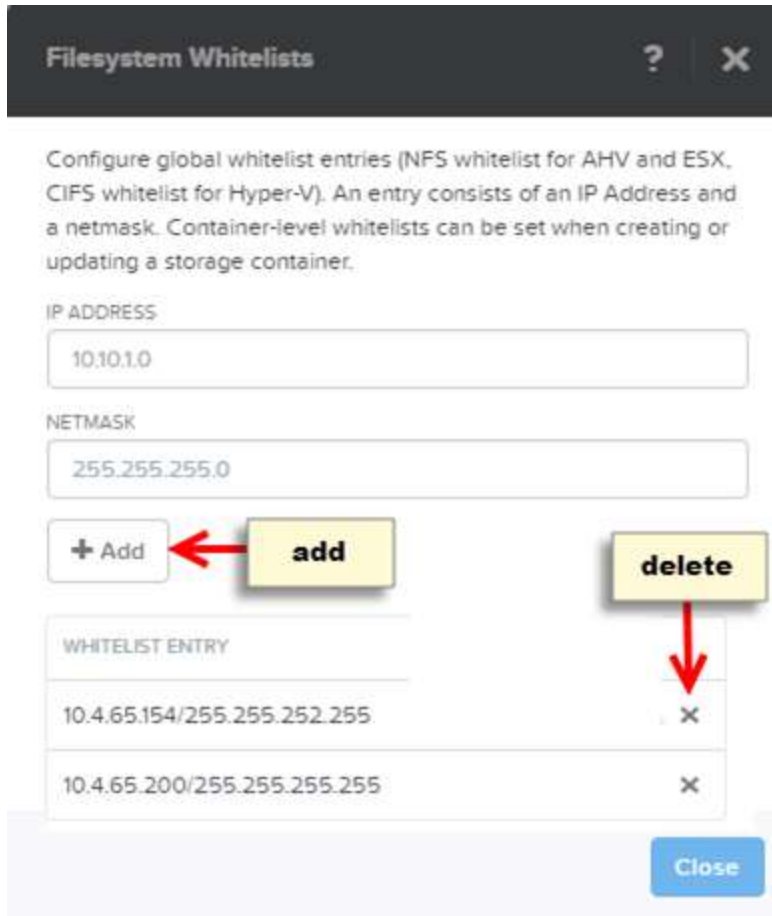 Filesystem Whitelists ?
Configure global whitelist entries (NFS whitelist for AHV and ESX,
CIFS whitelist for Hyper-V). An entry consists of an IP Address and
a netmask. Container-level whitelists can be set when creating or
updating a storage container.
IP ADDRESS
10.10.1.0
NETMASK
255.255.255.0
+ Add
add
delete
WHITELIST ENTRY
10.4.65.154/255.255.252.255
10.4.65.200/255.255.255.255
Close